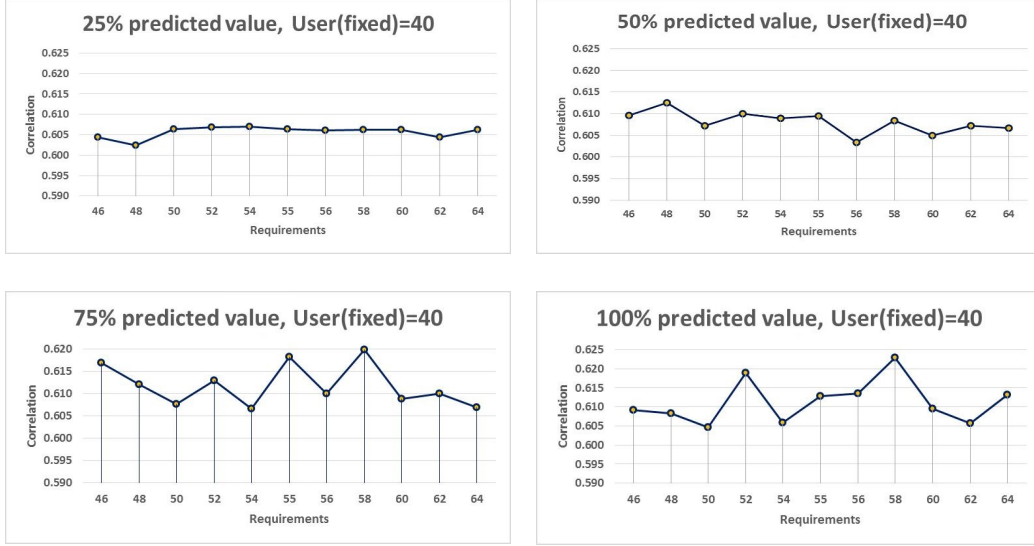 25% predicted value, User(fixed)=40
0.625
0.620
0.615
0.610
0.605
0.600
0.595
0.590
Correlation
46 48 50 52 54 55 56 58 60 62 64
Requirements
50% predicted value, User(fixed)=40
0.625
0.620
0.615
0.610
0.605
0.600
0.595
0.590
Correlation
46 48 50 52 54 55 56 58 60 62 64
Requirements
75% predicted value, User(fixed)=40
0.620
0.615
0.610
0.605
0.600
0.595
0.590
Correlation
46 48 50 52 54 55 56 58 60 62 64
Requirements
100% predicted value, User(fixed)=40
0.625
0.620
0.615
0.610
0.605
0.600
0.595
0.590
Correlation
46 48 50 52 54 55 56 58 60 62 64
Requirements